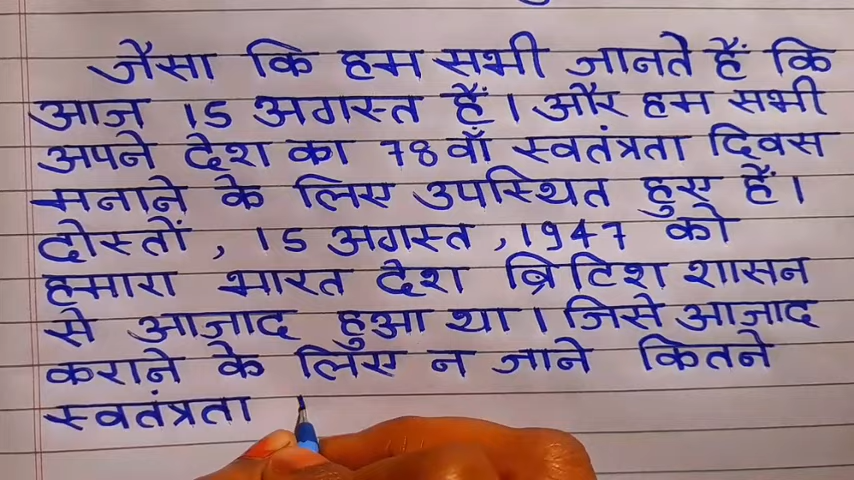 जैसा कि हम सभी जानते हैं कि
आज 15 अगस्त हैं। और हम सभी
अपने देश का 78वाँ स्वतंत्रता दिवस
मनाने के लिए उपस्थित हुए हैं।
दोस्तों, 15 अगस्त, 1947 को
हमारा भारत देश ब्रिटिश शासन
से आज़ाद हुआ था। जिसे आज़ाद
कराने के लिए न जाने कितने
स्वतंत्रता